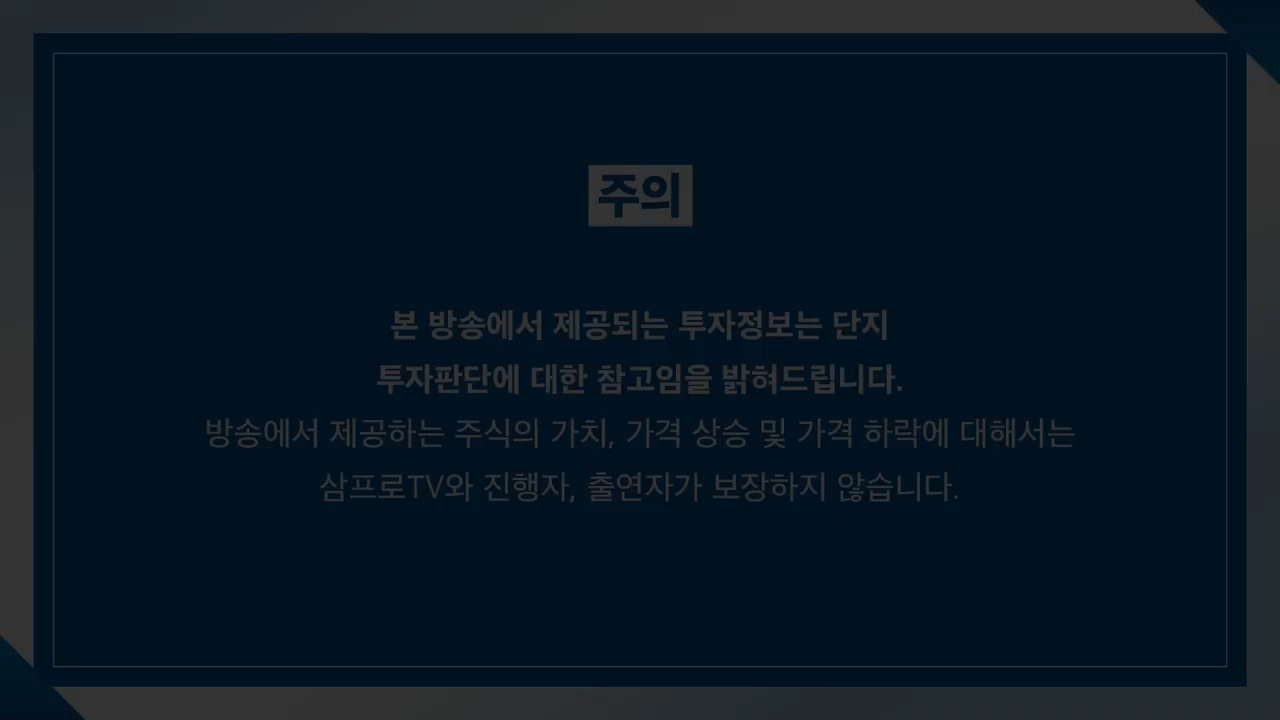 주의
본 방송에서 제공되는 투자정보는 단지
투자판단에 대한 참고임을 밝혀드립니다.
방송에서 제공하는 주식의 가치, 가격 상승 및 가격 하락에 대해서는
삼프로TV와 진행자, 출연자가 보장하지 않습니다.